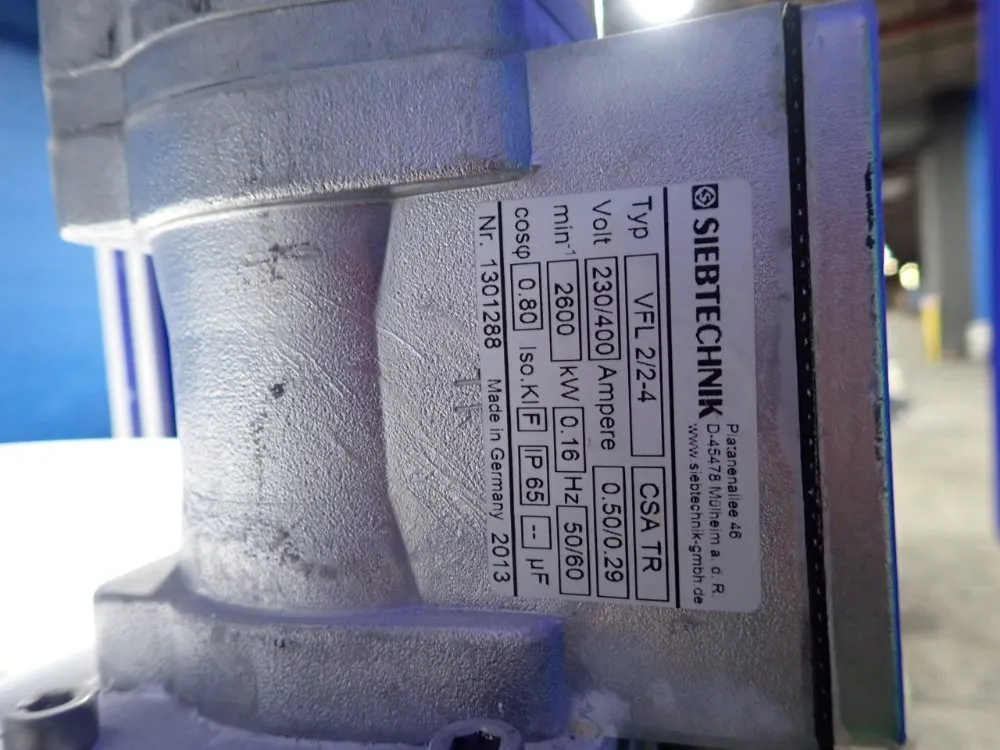 SIEBTECHNIK
Platanenallee 46
D-45478 Mülheim a. d. R
www.siebtechnik-gmbh.de
Typ VFL 2/2-4 CSA TR
Volt 230/400 Ampere 0.50/0.29
min-1 2600 kW 0.16 Hz 50/60
cosφ 0.80 Iso.Kl F IP 65 -- µF
Nr. 1301288 Made in Germany 2013